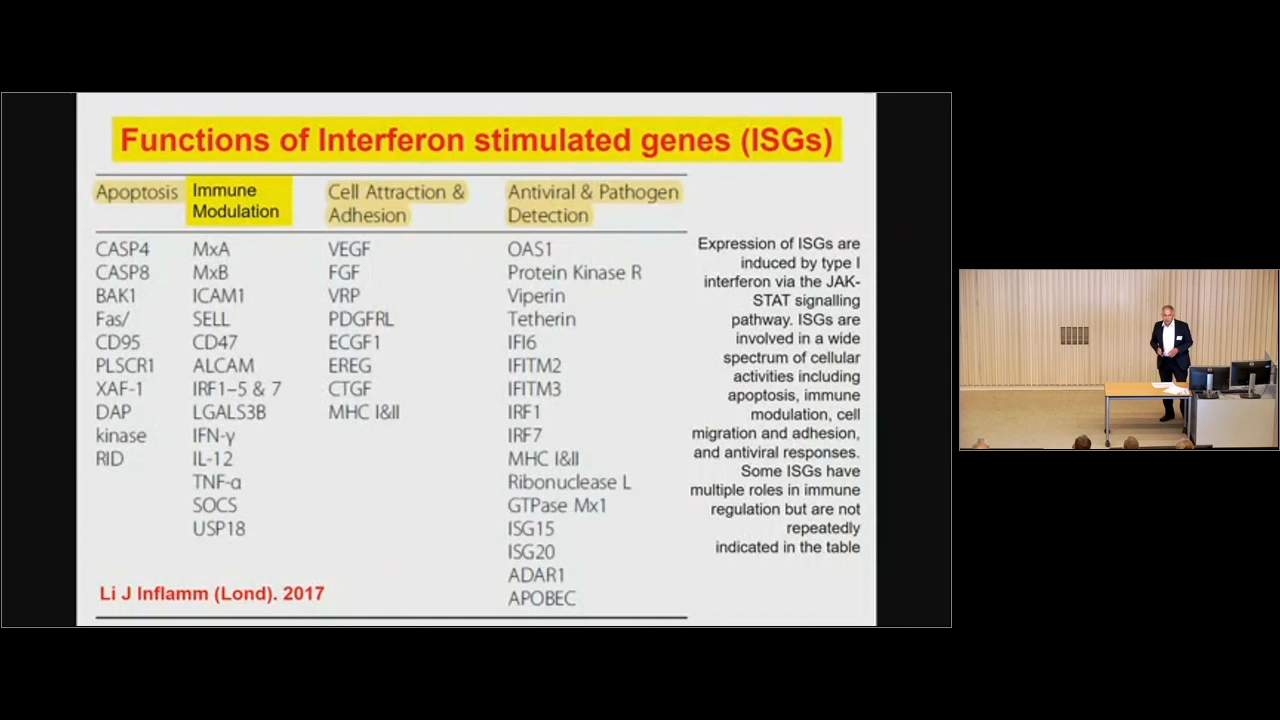 Functions of Interferon stimulated genes (ISGs)
Apoptosis
CASP4
CASP8
BAK1
Fas/
CD95
PLSCR1
XAF-1
DAP
kinase
RID
Immune
Modulation
MxA
MxB
ICAM1
SELL
CD47
ALCAM
IRF1–5 & 7
LGALS3B
IFN-γ
IL-12
TNF-α
SOCS
USP18
Cell Attraction &
Adhesion
VEGF
FGF
VRP
PDGFRL
ECGF1
EREG
CTGF
MHC I&II
Antiviral & Pathogen
Detection
OAS1
Protein Kinase R
Viperin
Tetherin
IFI6
IFITM2
IFITM3
IRF1
IRF7
MHC I&II
Ribonuclease L
GTPase Mx1
ISG15
ISG20
ADAR1
APOBEC
Expression of ISGs are
induced by type I
interferon via the JAK-
STAT signalling
pathway. ISGs are
involved in a wide
spectrum of cellular
activities including
apoptosis, immune
modulation, cell
migration and adhesion,
and antiviral responses.
Some ISGs have
multiple roles in immune
regulation but are not
repeatedly
indicated in the table
Li J Inflamm (Lond). 2017